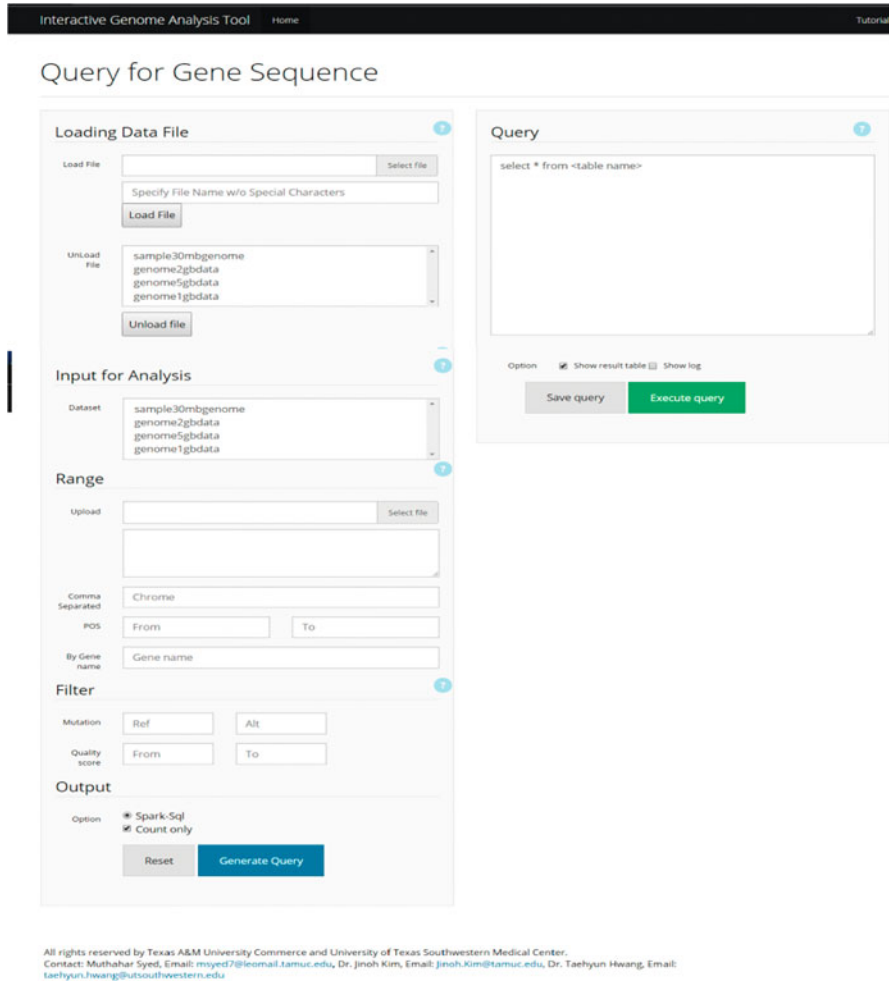 Interactive Genome Analysis Tool Home Tutorial
Query for Gene Sequence
Loading Data File ?
Load File Select file
Specify File Name w/o Special Characters
Load File
UnLoad File
sample30mbgenome
genome2gbdata
genome5gbdata
genome1gbdata
Unload file
Input for Analysis ?
Dataset
sample30mbgenome
genome2gbdata
genome5gbdata
genome1gbdata
Range ?
Upload Select file
Comma Separated Chrome
POS From To
By Gene name Gene name
Filter ?
Mutation Ref Alt
Quality score From To
Output
Option Spark-Sql
Count only
Reset Generate Query
Query ?
select * from <table name>
Option Show result table Show log
Save query Execute query
All rights reserved by Texas A&M University Commerce and University of Texas Southwestern Medical Center.
Contact: Muthahar Syed, Email: msyed7@leomail.tamuc.edu, Dr. Jinoh Kim, Email: Jinoh.Kim@tamuc.edu, Dr. Taehyun Hwang, Email:
taehyun.hwang@utsouthwestern.edu